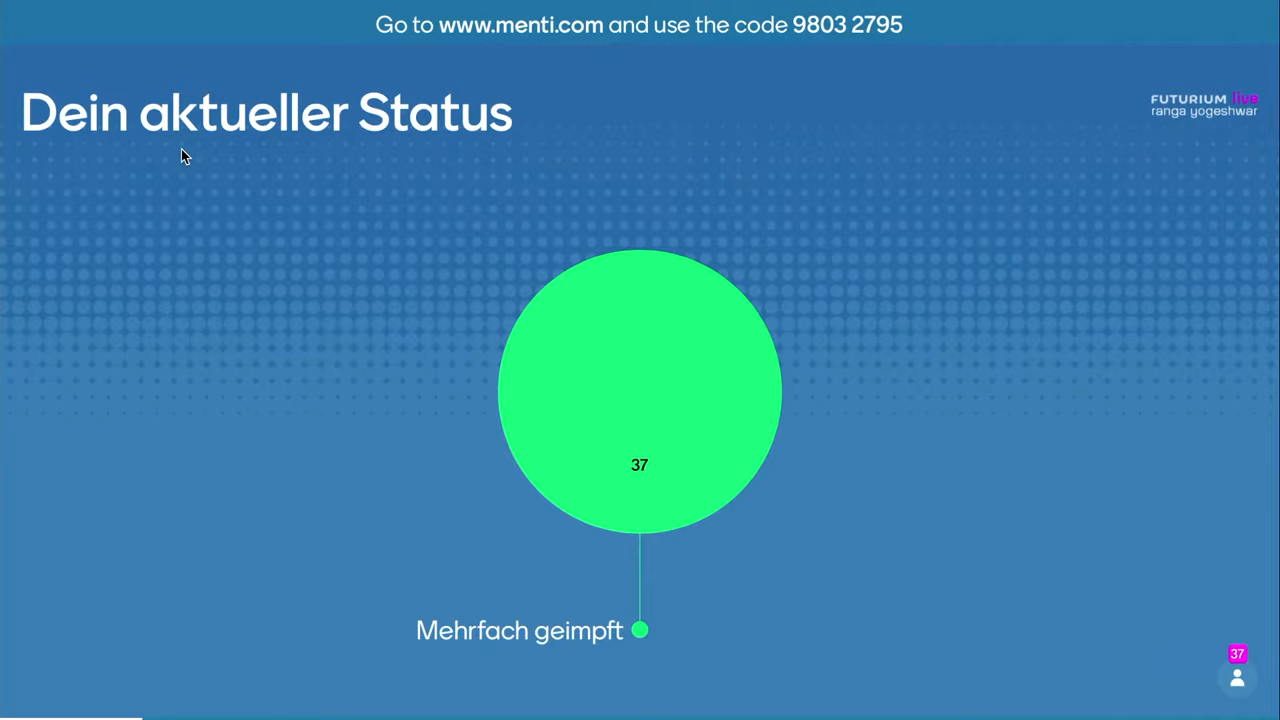 Go to www.menti.com and use the code 9803 2795
Dein aktueller Status
FUTURIUM live
ranga yogeshwar
37
Mehrfach geimpft
37